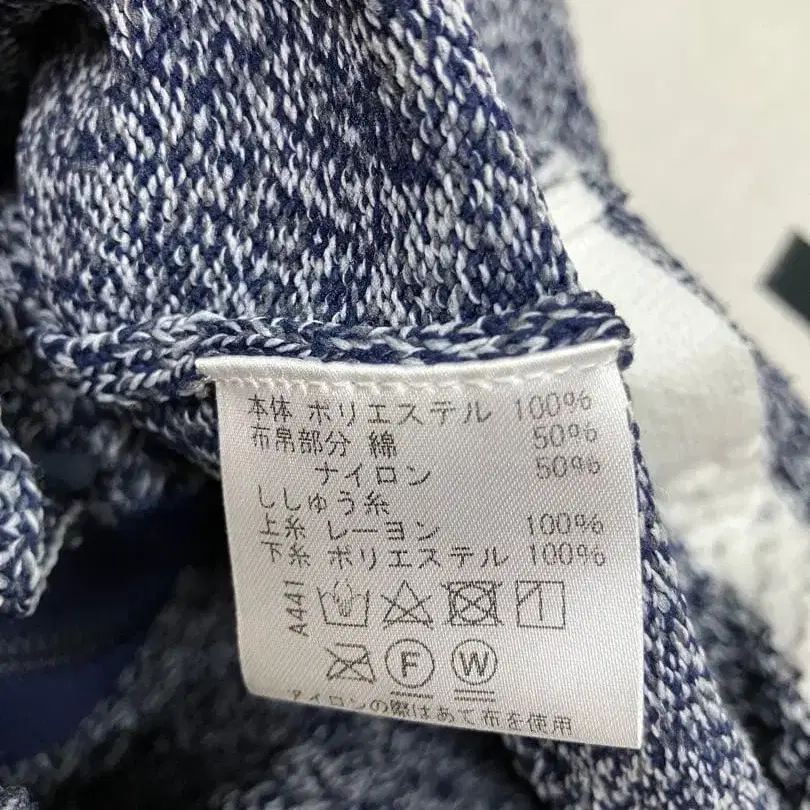 本体 ポリエステル 100%
布帛部分 綿 50%
ナイロン 50%
ししゅう糸
上糸 レーヨン 100%
下糸 ポリエステル 100%
A441
F W
アイロンの際はあて布を使用